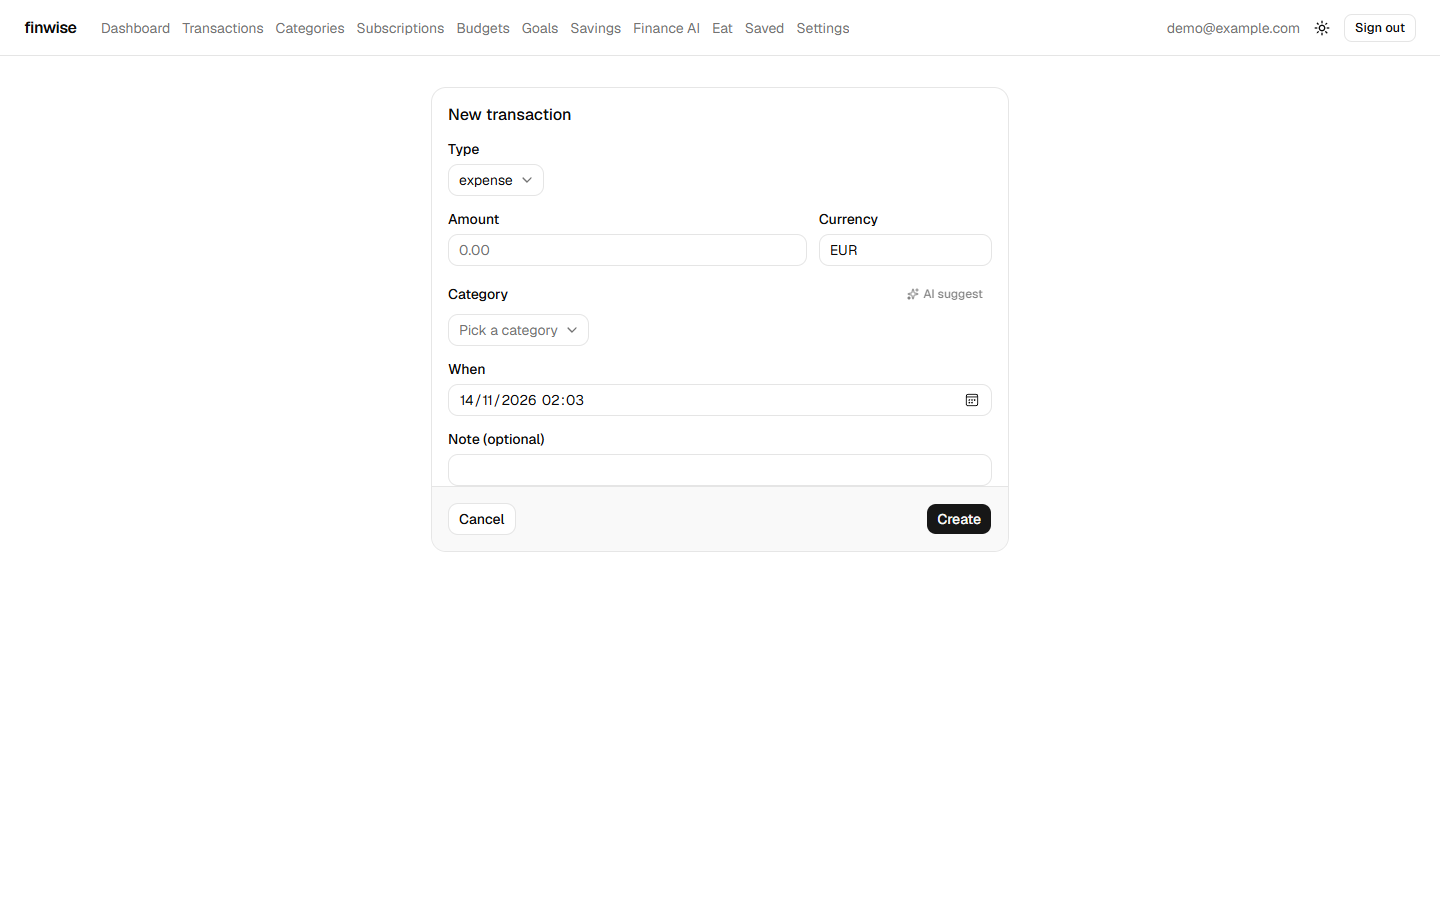 finwise Dashboard Transactions Categories Subscriptions Budgets Goals Savings Finance AI Eat Saved Settings demo@example.com Sign out
New transaction
Type
expense
Amount Currency
0.00 EUR
Category AI suggest
Pick a category
When
14/11/2026 02:03
Note (optional)
Cancel Create